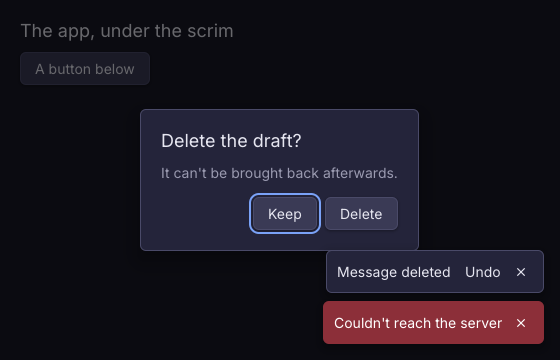 The app, under the scrim
A button below
Delete the draft?
It can't be brought back afterwards.
Keep Delete
Message deleted Undo ×
Couldn't reach the server ×